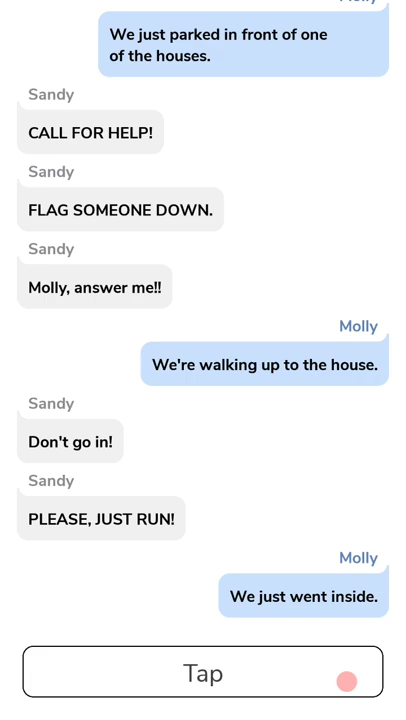 Molly
We just parked in front of one
of the houses.
Sandy
CALL FOR HELP!
Sandy
FLAG SOMEONE DOWN.
Sandy
Molly, answer me!!
Molly
We're walking up to the house.
Sandy
Don't go in!
Sandy
PLEASE, JUST RUN!
Molly
We just went inside.
Tap